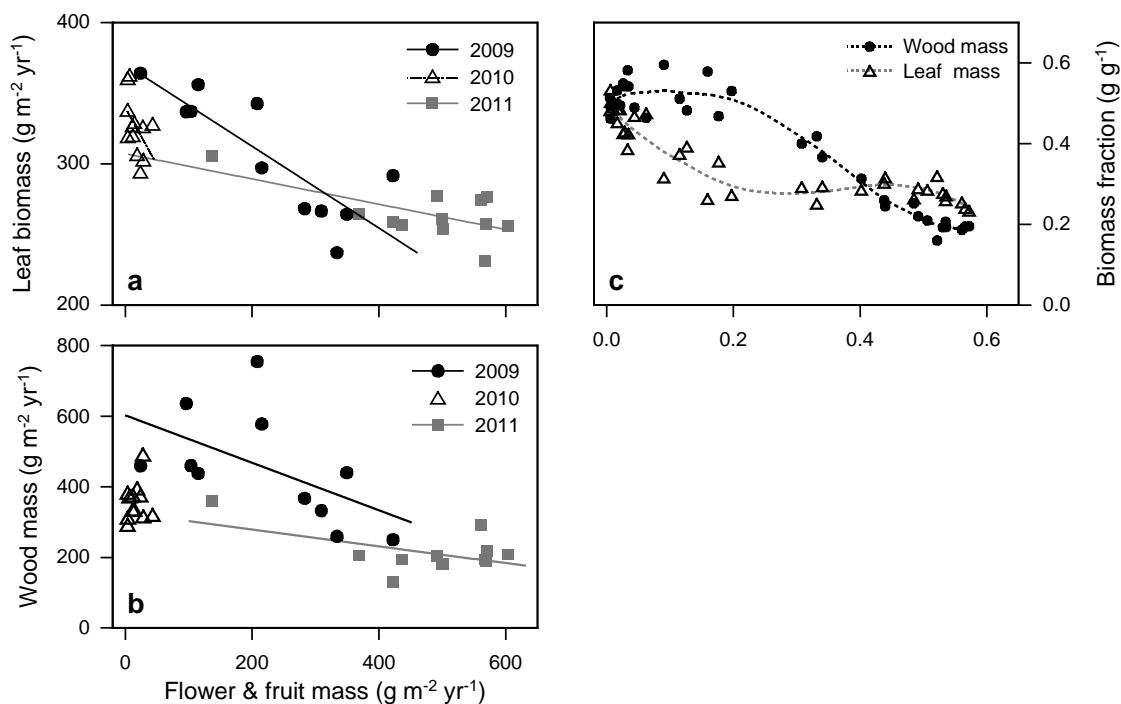 400
300
200
Leaf biomass (g m-2 yr-1)
2009
2010
2011
a
800
600
400
200
0
Wood mass (g m-2 yr-1)
2009
2010
2011
b
0 200 400 600
Flower & fruit mass (g m-2 yr-1)
Wood mass
Leaf mass
c
0.6
0.4
0.2
0.0
Biomass fraction (g g-1)
0.0 0.2 0.4 0.6